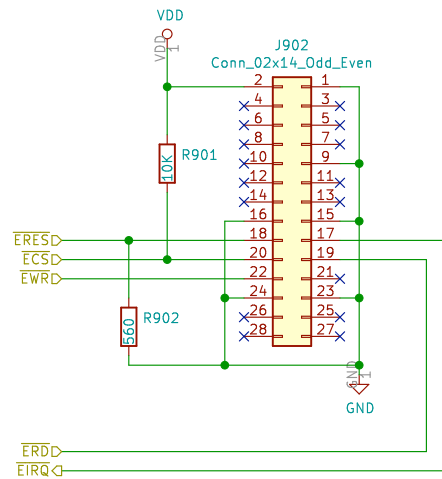 VDD
VDD
1
J902
Conn_02x14_Odd_Even
2 1
4 3
6 5
R901
10K
8 7
10 9
12 11
14 13
16 15
ERES 18 17
ECS 20 19
EWR 22 21
24 23
R902
560
26 25
28 27
GND
1
GND
ERD
EIRQ